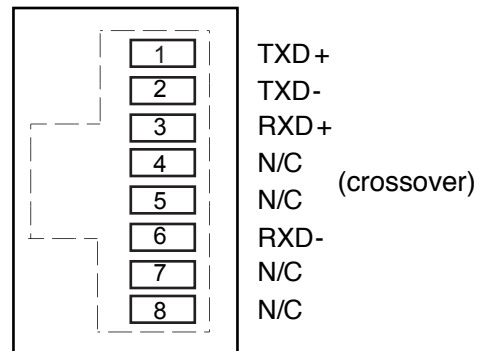 1 TXD+
2 TXD-
3 RXD+
4 N/C
(crossover)
5 N/C
6 RXD-
7 N/C
8 N/C